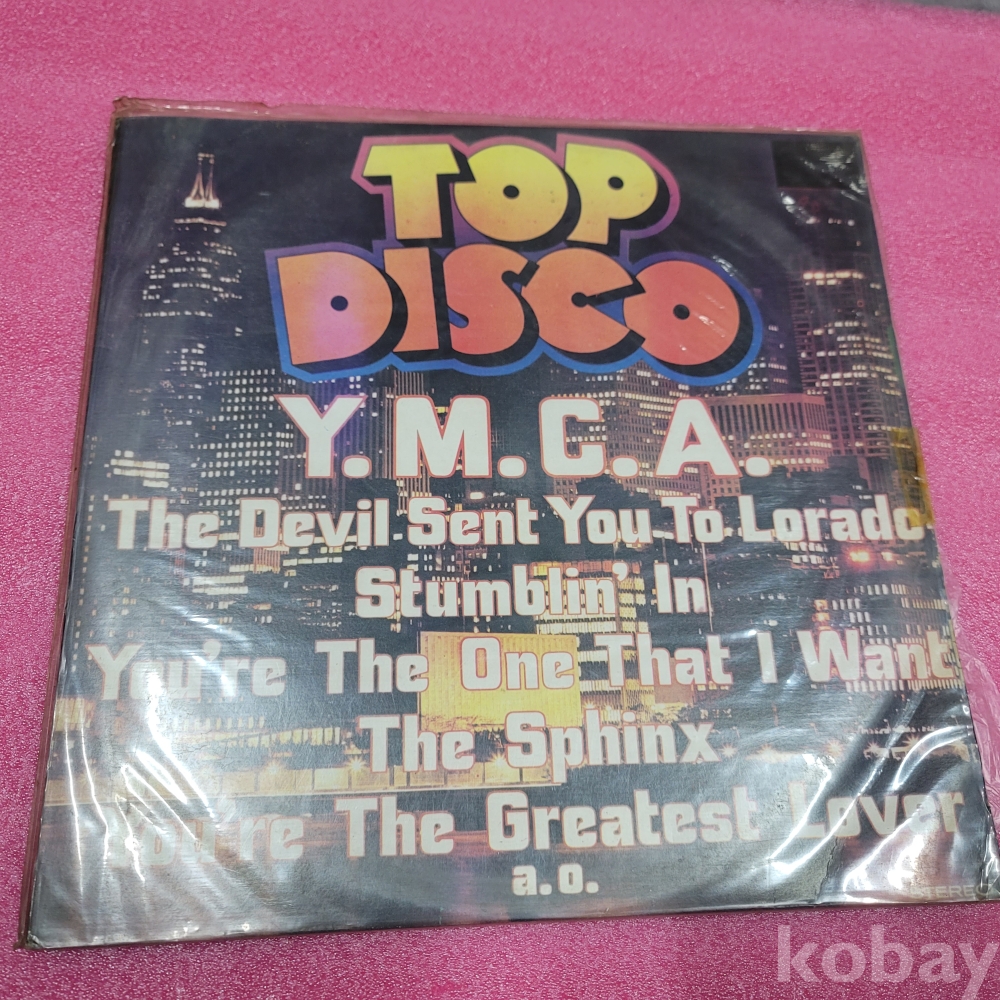 TOP
DISCO
Y.M.C.A.
The Devil Sent You To Lorado
Stumblin' In
You're The One That I Want
The Sphinx
You're The Greatest Lover
a.o.
STEREO
kobay